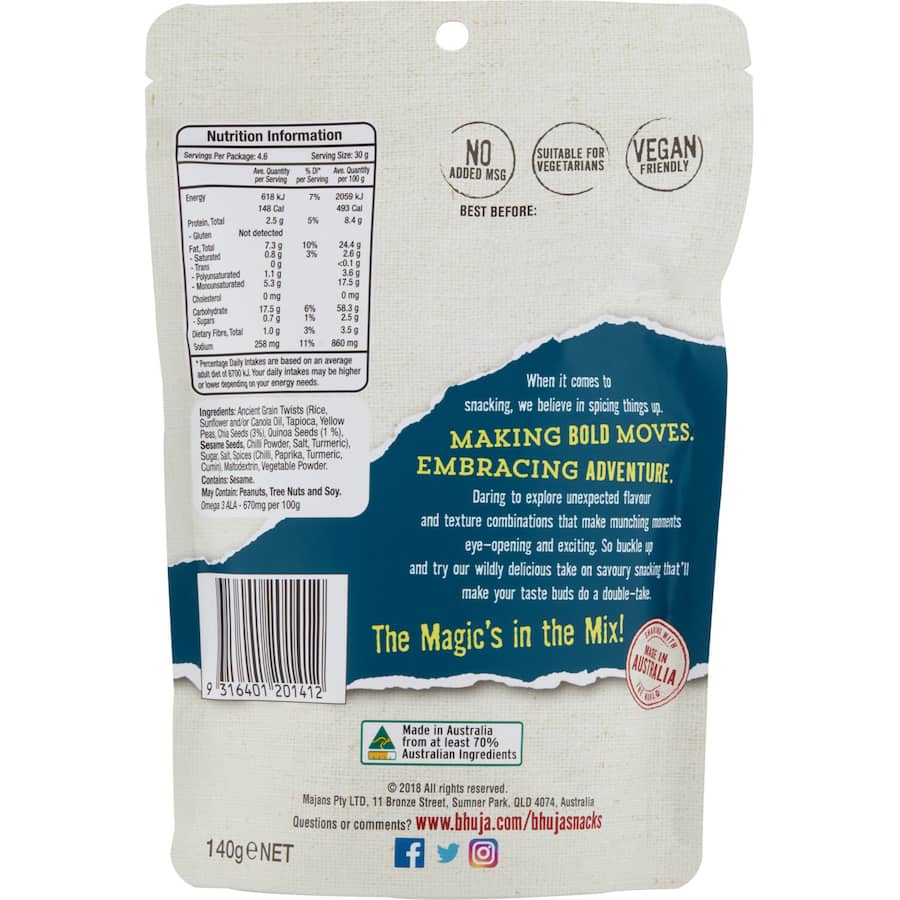 Nutrition Information
Servings Per Package: 4.6 Serving Size: 30 g
Ave. Quantity per Serving % DI* per Serving Ave. Quantity per 100 g
Energy 618 kJ 7% 2059 kJ
148 Cal 493 Cal
Protein, Total 2.5 g 5% 8.4 g
- Gluten Not detected
Fat, Total 7.3 g 10% 24.4 g
- Saturated 0.8 g 3% 2.6 g
- Trans 0 g <0.1 g
- Polyunsaturated 1.1 g 3.6 g
- Monounsaturated 5.3 g 17.5 g
Cholesterol 0 mg 0 mg
Carbohydrate 17.5 g 6% 58.3 g
- Sugars 0.7 g 1% 2.5 g
Dietary Fibre, Total 1.0 g 3% 3.5 g
Sodium 258 mg 11% 860 mg
* Percentage Daily Intakes are based on an average
adult diet of 8700 kJ. Your daily intakes may be higher
or lower depending on your energy needs.
Ingredients: Ancient Grain Twists (Rice,
Sunflower and/or Canola Oil, Tapioca, Yellow
Peas, Chia Seeds (3%), Quinoa Seeds (1 %),
Sesame Seeds, Chilli Powder, Salt, Turmeric),
Sugar, Salt, Spices (Chilli, Paprika, Turmeric,
Cumin), Maltodextrin, Vegetable Powder.
Contains: Sesame.
May Contain: Peanuts, Tree Nuts and Soy.
Omega 3 ALA - 670mg per 100g
NO
ADDED MSG
SUITABLE FOR
VEGETARIANS
VEGAN
FRIENDLY
BEST BEFORE:
When it comes to
snacking, we believe in spicing things up.
MAKING BOLD MOVES.
EMBRACING ADVENTURE.
Daring to explore unexpected flavour
and texture combinations that make munching moments
eye-opening and exciting. So buckle up
and try our wildly delicious take on savoury snacking that'll
make your taste buds do a double-take.
The Magic's in the Mix!
SHARING WITH
MADE IN
AUSTRALIA
9 316401 201412
Made in Australia
from at least 70%
Australian Ingredients
© 2018 All rights reserved.
Majans Pty LTD, 11 Bronze Street, Sumner Park, QLD 4074, Australia
Questions or comments? www.bhuja.com/bhujasnacks
140g℮NET